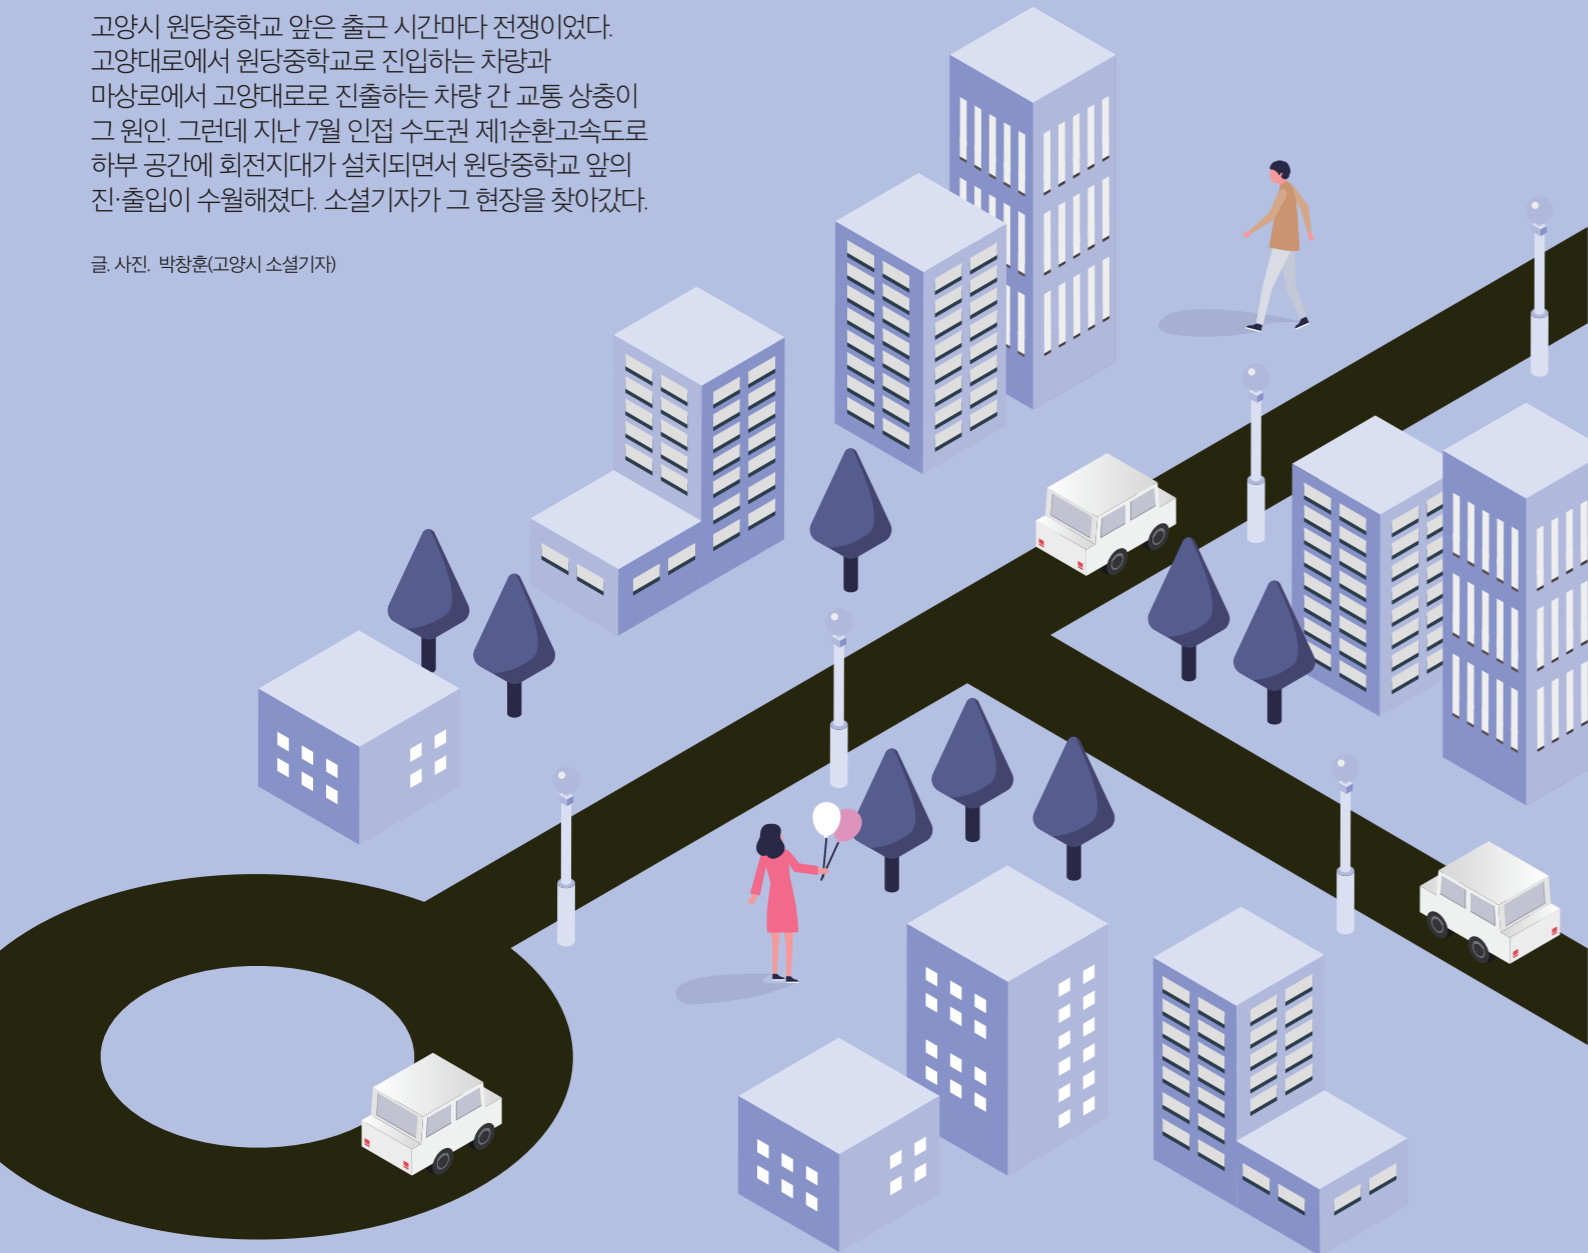 고양시 원당중학교 앞은 출근 시간마다 전쟁이었다.
고양대로에서 원당중학교로 진입하는 차량과
마상로에서 고양대로로 진출하는 차량 간 교통 상충이
그 원인. 그런데 지난 7월 인접 수도권 제1순환고속도로
하부 공간에 회전지대가 설치되면서 원당중학교 앞의
진·출입이 수월해졌다. 소셜기자가 그 현장을 찾아갔다.
글. 사진. 박창훈(고양시 소셜기자)